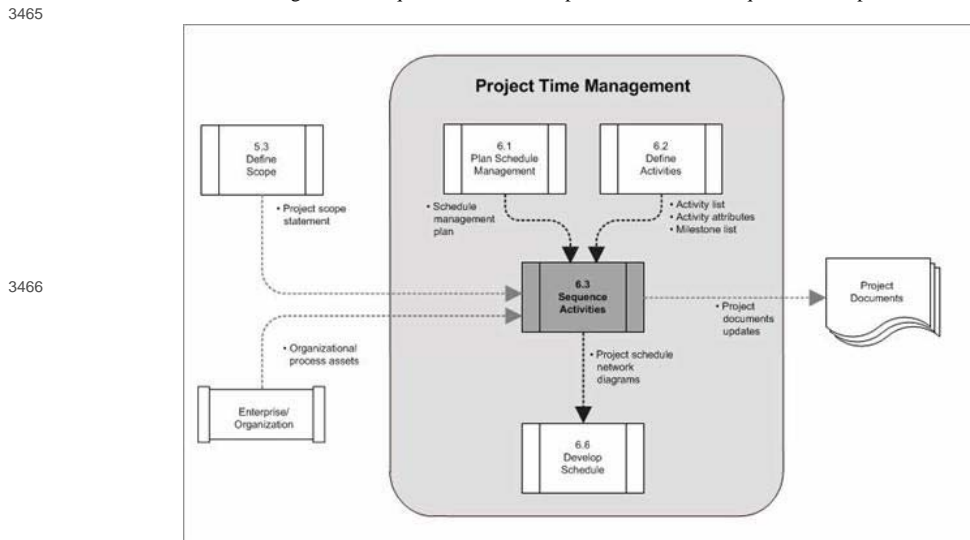 3465
Project Time Management
5.3
Define
Scope
6.1
Plan Schedule
Management
6.2
Define
Activities
• Project scope
statement
• Schedule
management
plan
• Activity list
• Activity attributes
• Milestone list
3466
6.3
Sequence
Activities
Project
Documents
• Project
documents
updates
• Organizational
process assets
• Project schedule
network
diagrams
Enterprise/
Organization
6.6
Develop
Schedule